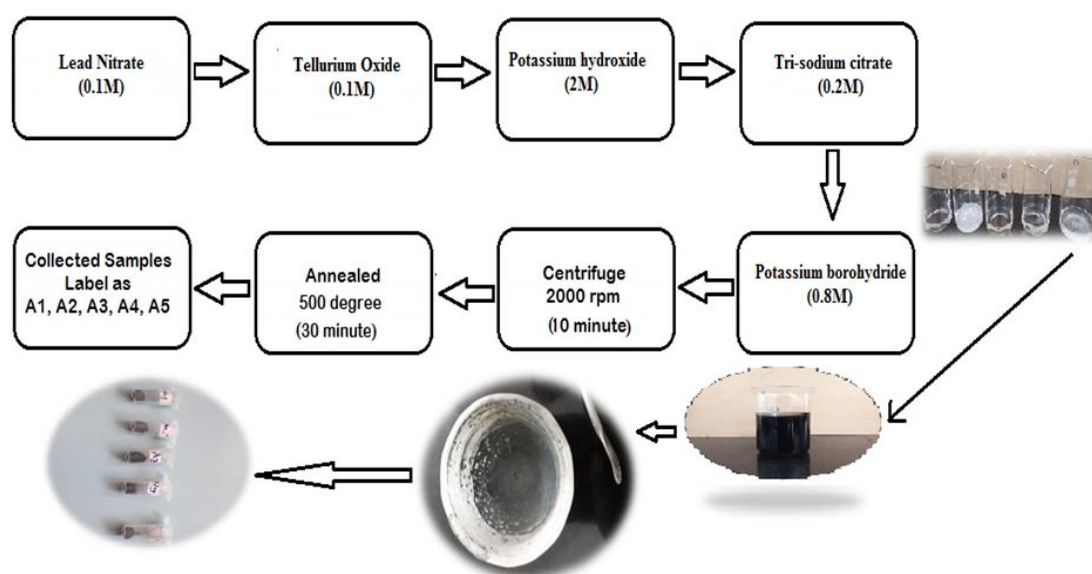 Lead Nitrate
(0.1M)
Tellurium Oxide
(0.1M)
Potassium hydroxide
(2M)
Tri-sodium citrate
(0.2M)
Potassium borohydride
(0.8M)
Centrifuge
2000 rpm
(10 minute)
Annealed
500 degree
(30 minute)
Collected Samples
Label as
A1, A2, A3, A4, A5